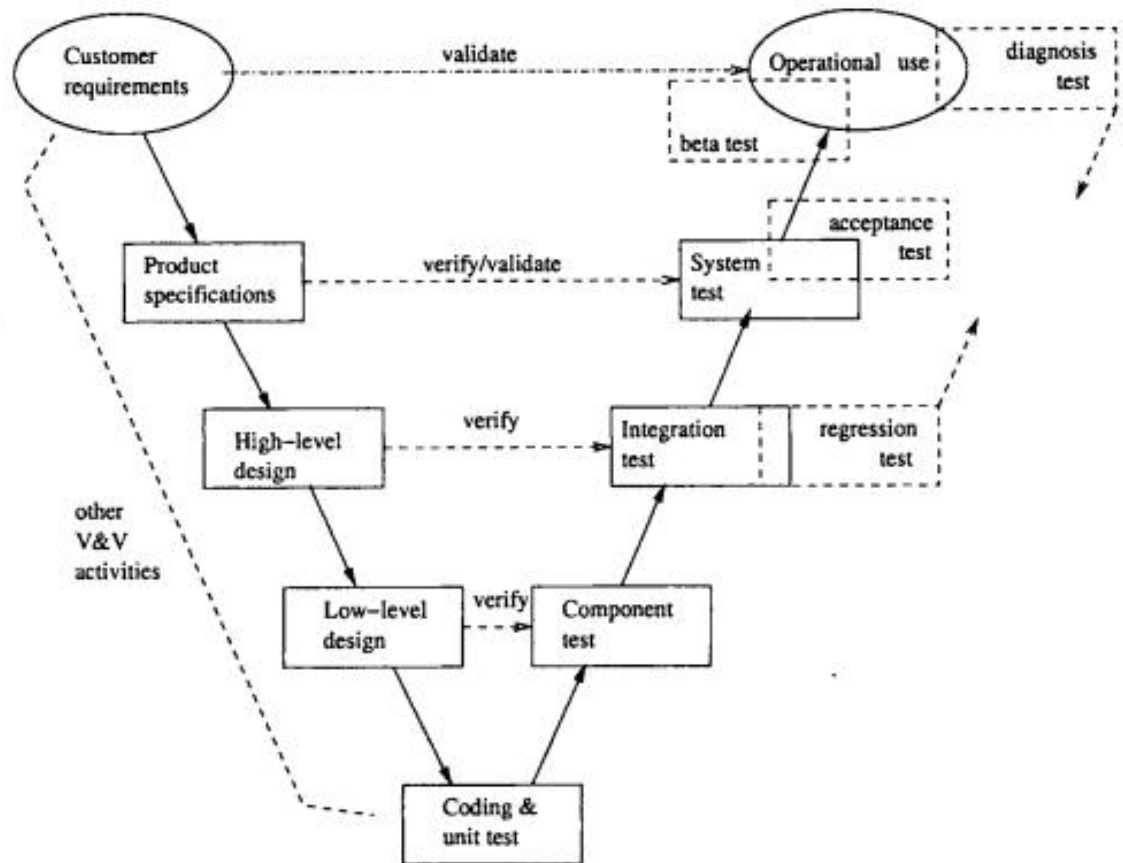 Customer
requirements
validate
Operational use
diagnosis
test
beta test
acceptance
test
Product
specifications
verify/validate
System
test
High-level
design
verify
Integration
test
regression
test
other
V&V
activities
Low-level
design
verify
Component
test
Coding &
unit test